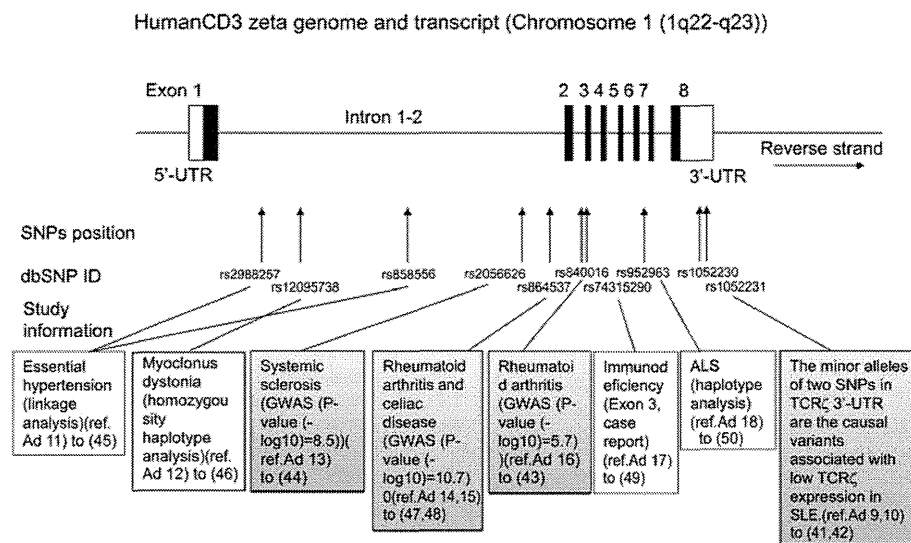 HumanCD3 zeta genome and transcript (Chromosome 1 (1q22-q23))
Exon 1
2 3 4 5 6 7 8
Intron 1-2
Reverse strand
5'-UTR
3'-UTR
SNPs position
dbSNP ID
rs2988257
rs12095738
rs858556
rs2056626
rs864537
rs840016
rs74315290
rs952963
rs1052230
rs1052231
Study
information
Essential
hypertension
(linkage
analysis)(ref.
Ad 11) to (45)
Myoclonus
dystonia
(homozygou
sity
haplotype
analysis)(ref.
Ad 12) to (46)
Systemic
sclerosis
(GWAS (P-
value (-
log10)=8.5))(
ref.Ad 13)
to (44)
Rheumatoid
arthritis and
celiac
disease
(GWAS (P-
value (-
log10)=10.7)
0(ref.Ad 14,15)
to (47,48)
Rheumatoi
d arthritis
(GWAS (P-
value (-
log10)=5.7)
)(ref.Ad 16)
to (43)
Immunod
eficiency
(Exon 3,
case
report)
(ref.Ad 17)
to (49)
ALS
(haplotype
analysis)
(ref.Ad 18)
to (50)
The minor alleles
of two SNPs in
TCRζ 3'-UTR
are the causal
variants
associated with
low TCRζ
expression in
SLE.(ref.Ad 9,10)
to (41,42)